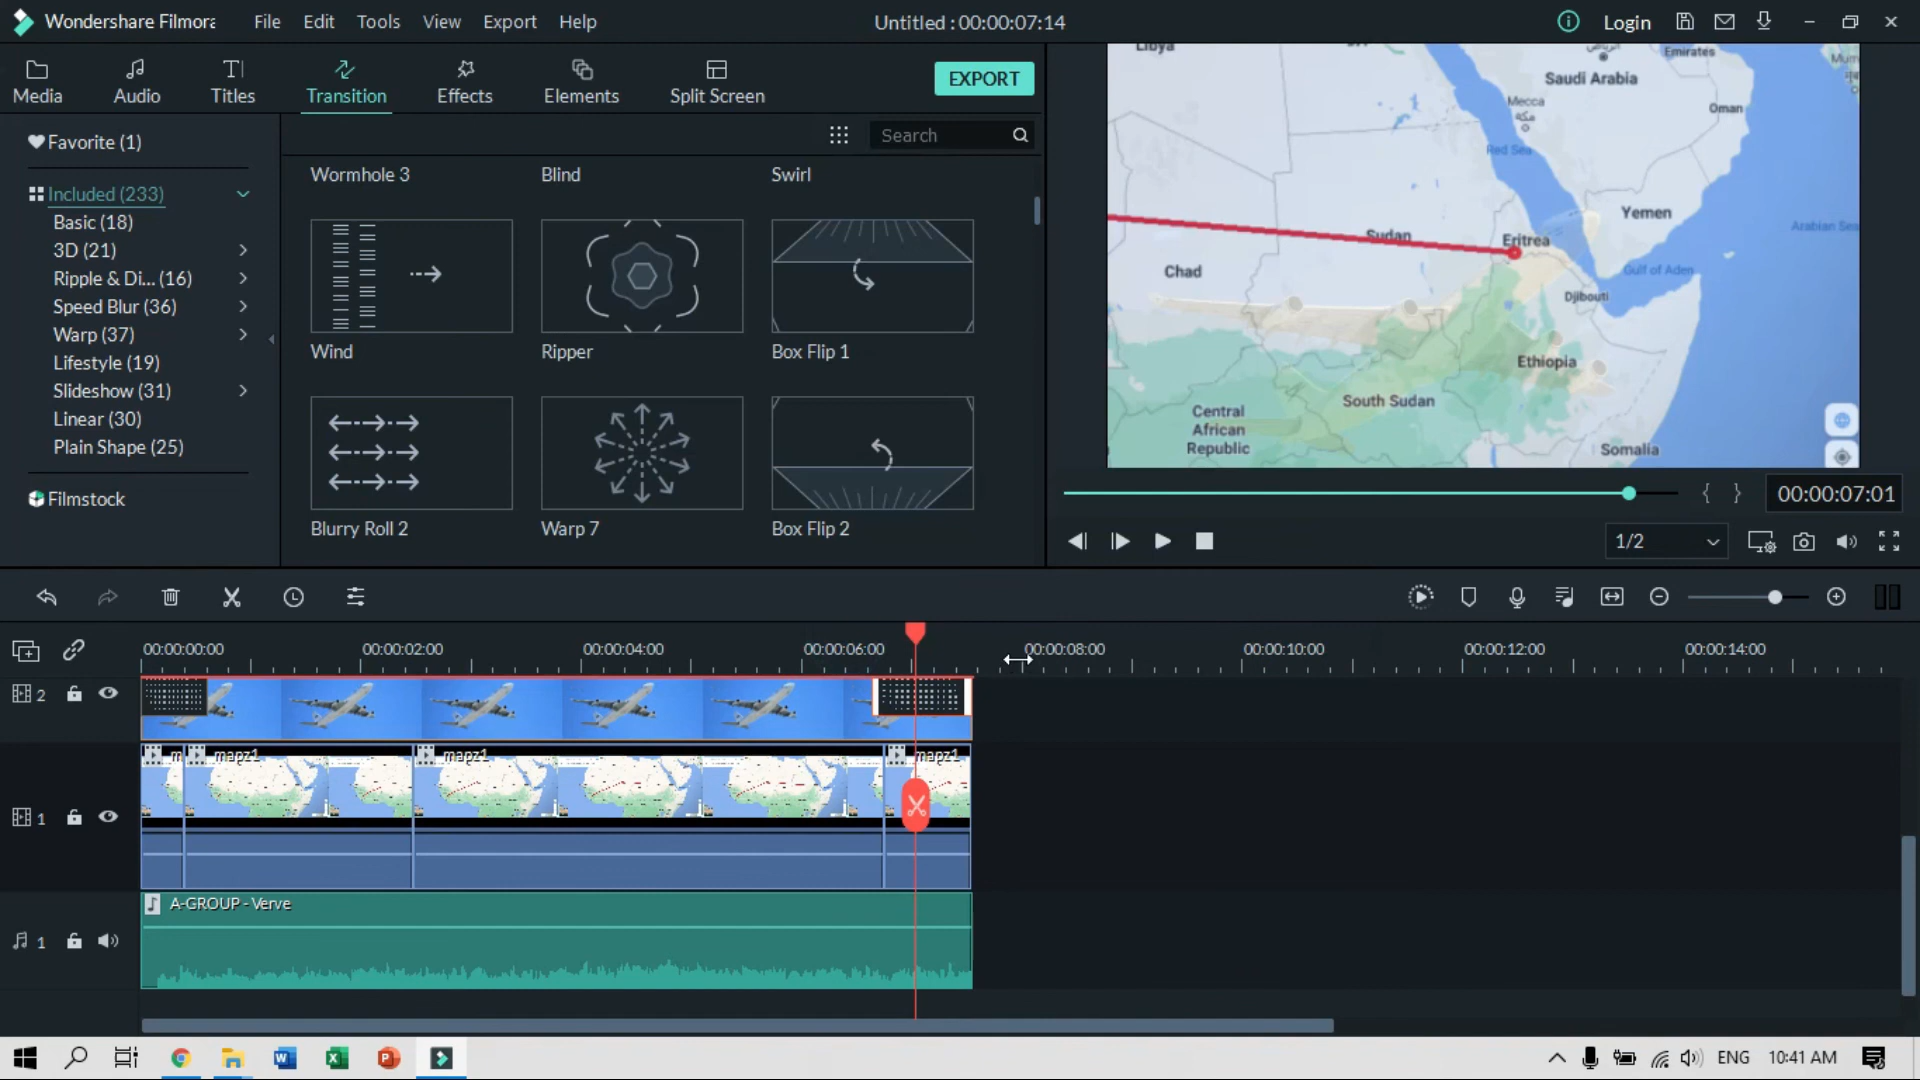 Wondershare Filmora
File Edit Tools View Export Help
Untitled : 00:00:07:14
Login
Media Audio Titles Transition Effects Elements Split Screen
EXPORT
Favorite (1)
Included (233)
Basic (18)
3D (21)
Ripple & Di... (16)
Speed Blur (36)
Warp (37)
Lifestyle (19)
Slideshow (31)
Linear (30)
Plain Shape (25)
Filmstock
Search
Wormhole 3 Blind Swirl
Wind Ripper Box Flip 1
Blurry Roll 2 Warp 7 Box Flip 2
Libya
الرياض
Emirates
Saudi Arabia
Mecca
مكة
Oman
Red Sea
Sudan
Eritrea
Yemen
Arabian Sea
Chad
Gulf of Aden
Djibouti
Ethiopia
South Sudan
Central
African
Republic
Somalia
{ } 00:00:07:01
1/2
00:00:00:00 00:00:02:00 00:00:04:00 00:00:06:00 00:00:08:00 00:00:10:00 00:00:12:00 00:00:14:00
2
m mapz1 mapz1 mapz1
1
A-GROUP - Verve
1
ENG 10:41 AM